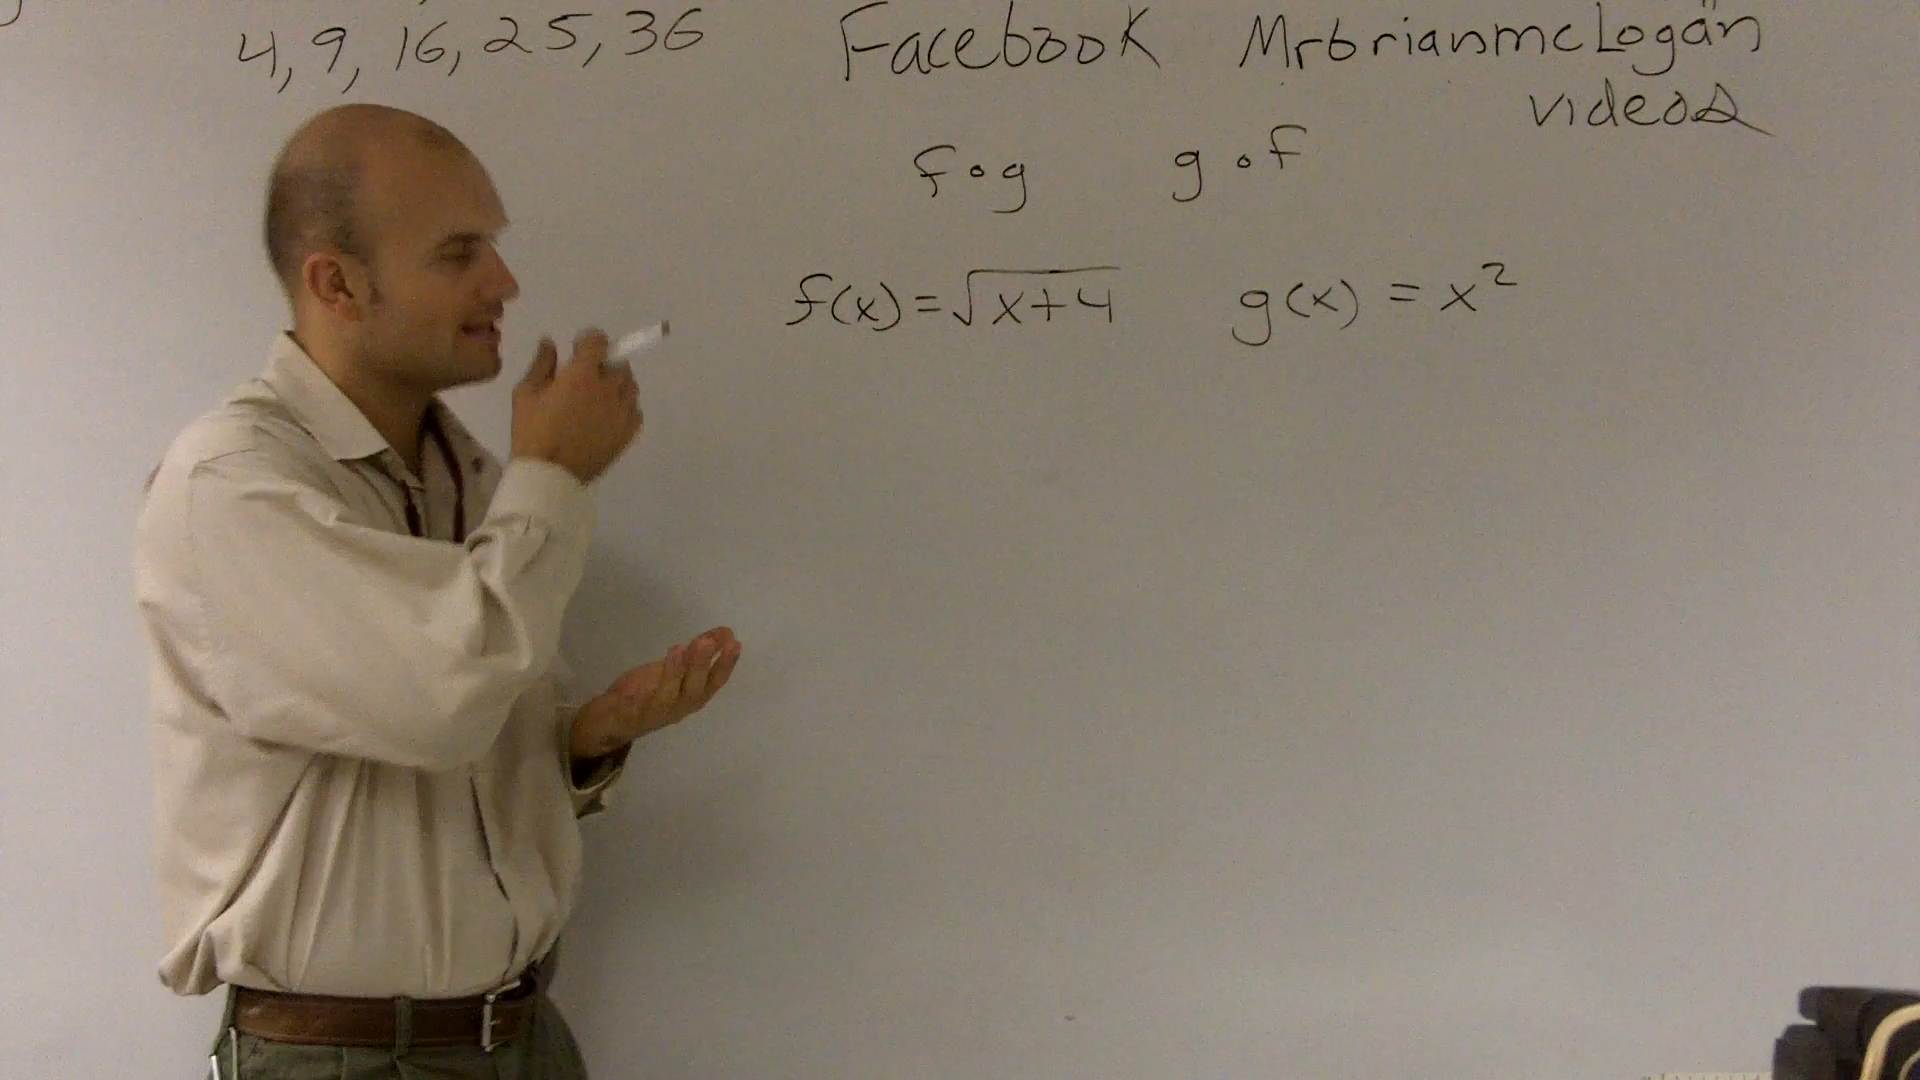 4, 9, 16, 25, 36 Facebook MrbrianmcLogan
videos
f∘g g∘f
f(x)=√x+4 g(x) = x²